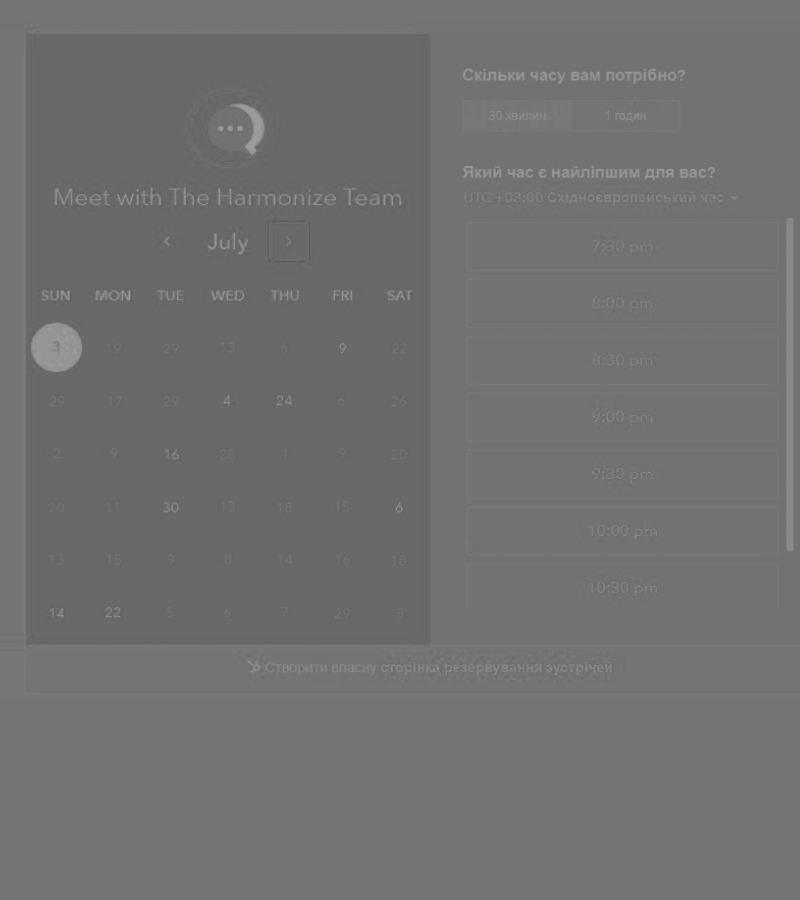 Meet with The Harmonize Team
July
SUN MON TUE WED THU FRI SAT
3 19 29 13 6 9 22
29 17 29 4 24 6 26
2 9 16 28 1 9 20
20 11 30 13 18 15 6
13 15 9 8 14 16 18
14 22 5 6 7 29 3
Скільки часу вам потрібно?
30 хвилин 1 годин
Який час є найліпшим для вас?
UTC +03:00 Східноєвропейський час
7:30 pm
8:00 pm
8:30 pm
9:00 pm
9:30 pm
10:00 pm
10:30 pm
Створити власну сторінка резервування зустрічей